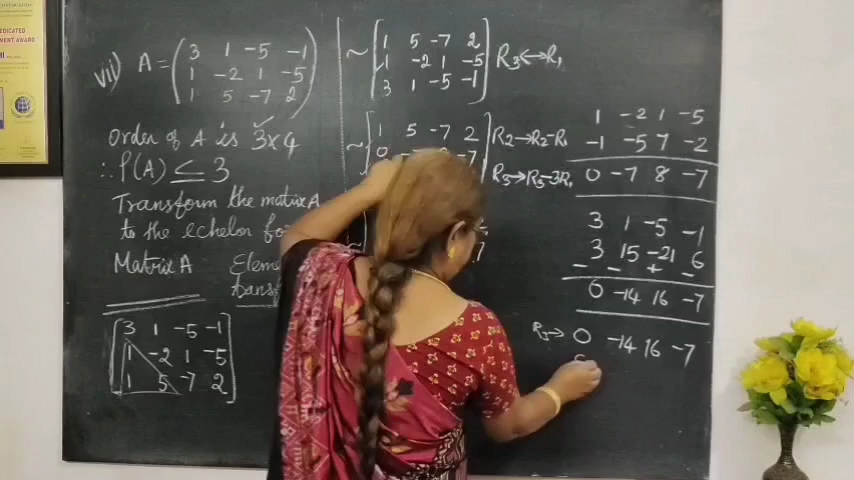 vii) A = ( 3 1 -5 -1
1 -2 1 -5
1 5 -7 2 )
Order of A is 3×4
∴ ρ(A) ≤ 3
Transform the matrix A
to the echelon
Matrix A
[ 3 1 -5 -1
1 -2 1 -5
1 5 -7 2 ]
~ [ 1 5 -7 2
1 -2 1 -5
3 1 -5 -1 ] R3 ↔ R1
~ [ 1 5 -7 2 ] R2 → R2 - R1
0
R3 → R3 - 3R1
1 -2 1 -5
-1 -5 7 -2
0 -7 8 -7
3 1 -5 -1
3 15 -21 6
- - + -
0 -14 16 -7
R3 → 0 -14 16 -7